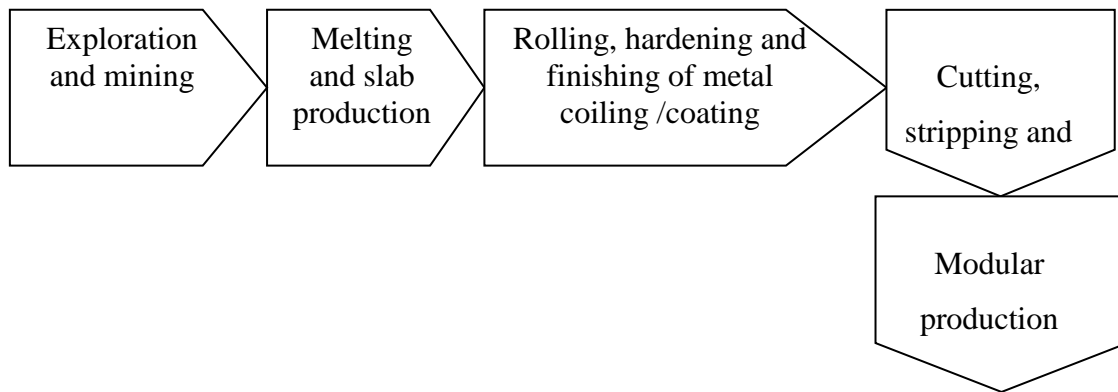 Exploration
and mining
Melting
and slab
production
Rolling, hardening and
finishing of metal
coiling /coating
Cutting,
stripping and
Modular
production